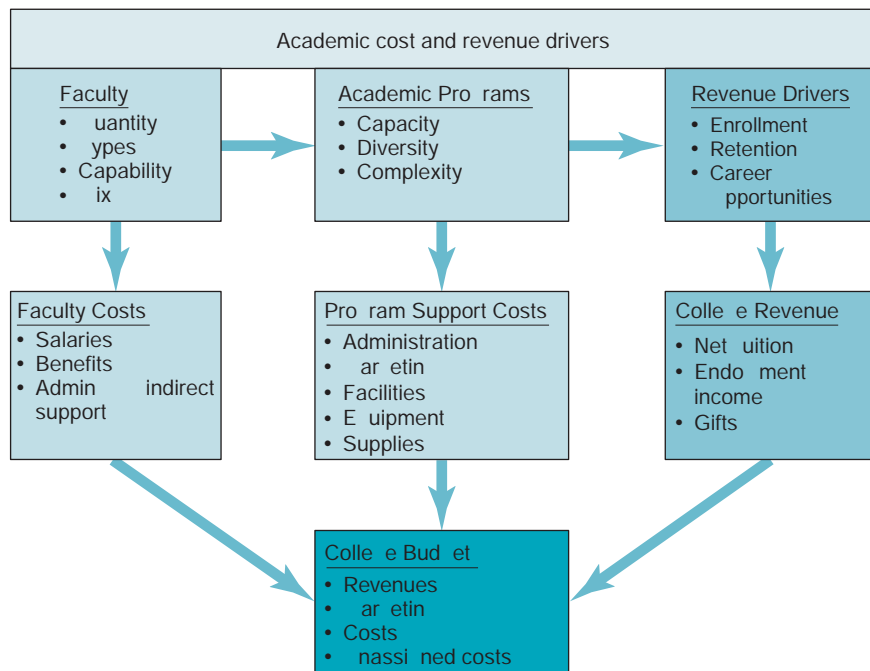 Academic cost and revenue drivers
Faculty
• uantity
• ypes
• Capability
• ix
Academic Pro rams
• Capacity
• Diversity
• Complexity
Revenue Drivers
• Enrollment
• Retention
• Career
pportunities
Faculty Costs
• Salaries
• Benefits
• Admin indirect
support
Pro ram Support Costs
• Administration
• ar etin
• Facilities
• E uipment
• Supplies
Colle e Revenue
• Net uition
• Endo ment
income
• Gifts
Colle e Bud et
• Revenues
• ar etin
• Costs
• nassi ned costs